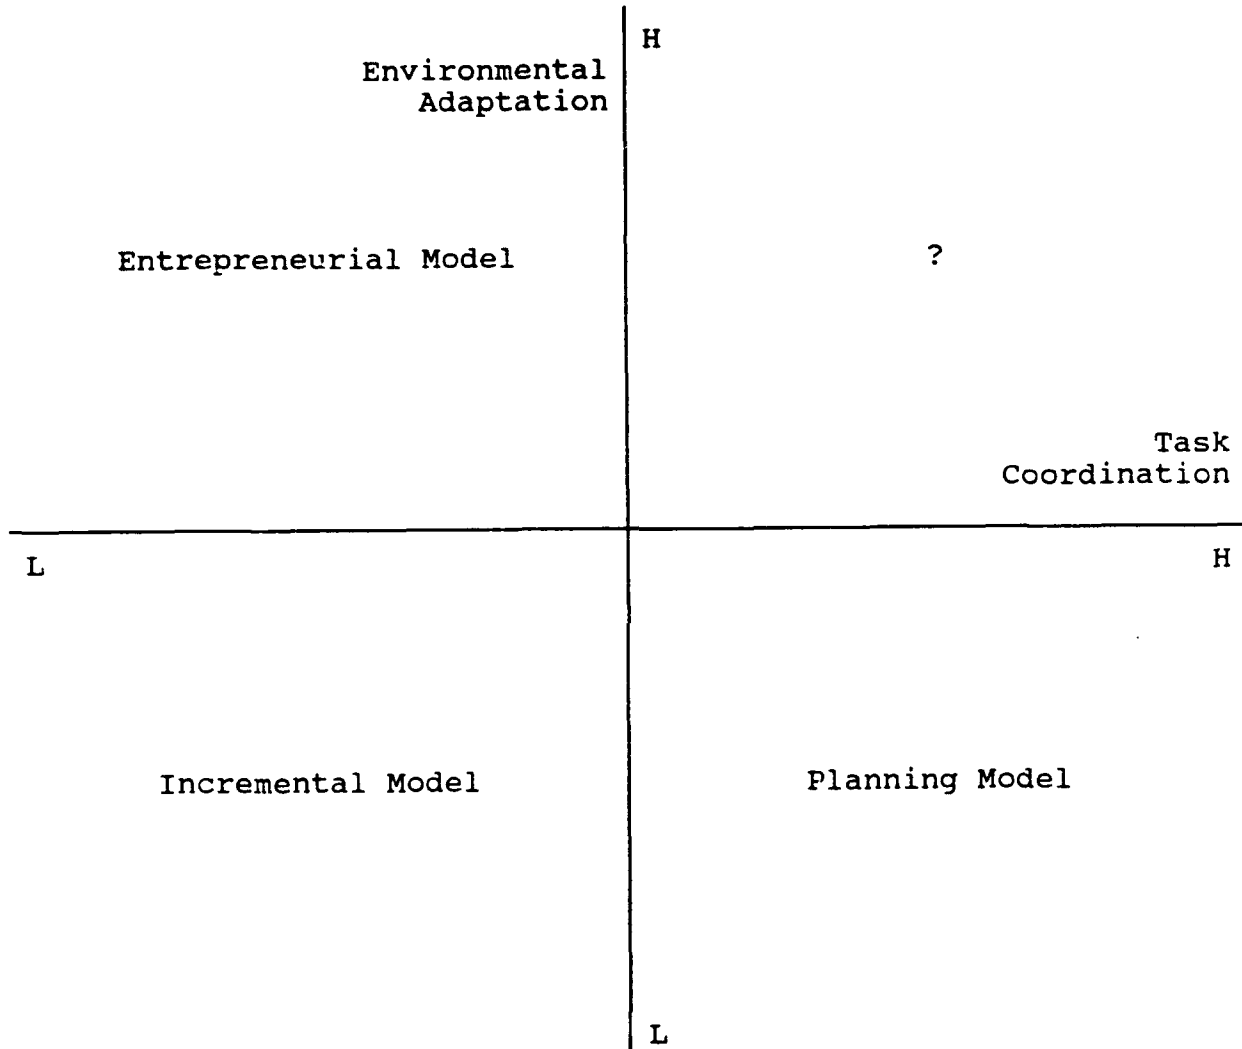 H
Environmental
Adaptation
Entrepreneurial Model
?
Task
Coordination
L
H
Incremental Model
Planning Model
L